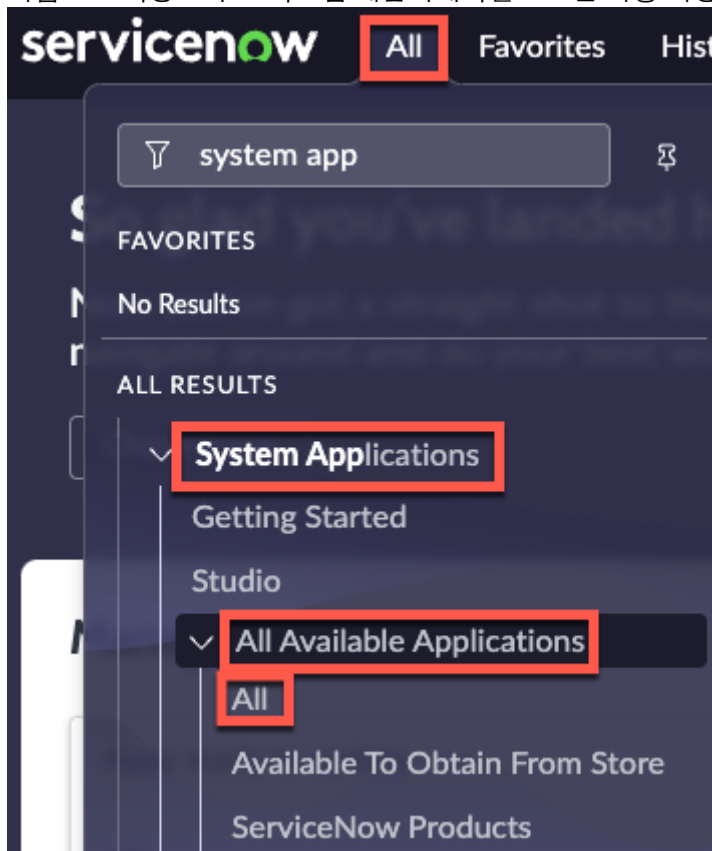 servicenow All Favorites Hist
system app
FAVORITES
No Results
ALL RESULTS
System Applications
Getting Started
Studio
All Available Applications
All
Available To Obtain From Store
ServiceNow Products